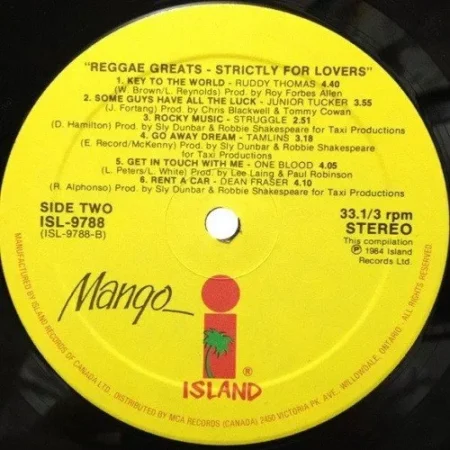 "REGGAE GREATS - STRICTLY FOR LOVERS"
1. KEY TO THE WORLD - RUDDY THOMAS 4.40
(W. Brown/L. Reynolds) Prod. by Roy Forbes Allen
2. SOME GUYS HAVE ALL THE LUCK - JUNIOR TUCKER 3.55
(J. Fortang) Prod. by Chris Blackwell & Tommy Cowan
3. ROCKY MUSIC - STRUGGLE 2.51
(D. Hamilton) Prod. by Sly Dunbar & Robbie Shakespeare for Taxi Productions
4. GO AWAY DREAM - TAMLINS 3.18
(E. Record/McKenny) Prod. by Sly Dunbar & Robbie Shakespeare
for Taxi Productions
5. GET IN TOUCH WITH ME - ONE BLOOD 4.05
(L. Peters/L. White) Prod. by Lee Laing & Paul Robinson
6. RENT A CAR - DEAN FRASER 4.10
(R. Alphonso) Prod. by Sly Dunbar & Robbie Shakespeare for Taxi Productions
SIDE TWO
ISL-9788
(ISL-9788-B)
33.1/3 rpm
STEREO
This compilation
℗ 1984 Island
Records Ltd.
Mango
i
®
ISLAND
MANUFACTURED BY ISLAND RECORDS OF CANADA LTD. DISTRIBUTED BY MCA RECORDS (CANADA) 2450 VICTORIA PK. AVE. WILLOWDALE, ONTARIO. ALL RIGHTS RESERVED